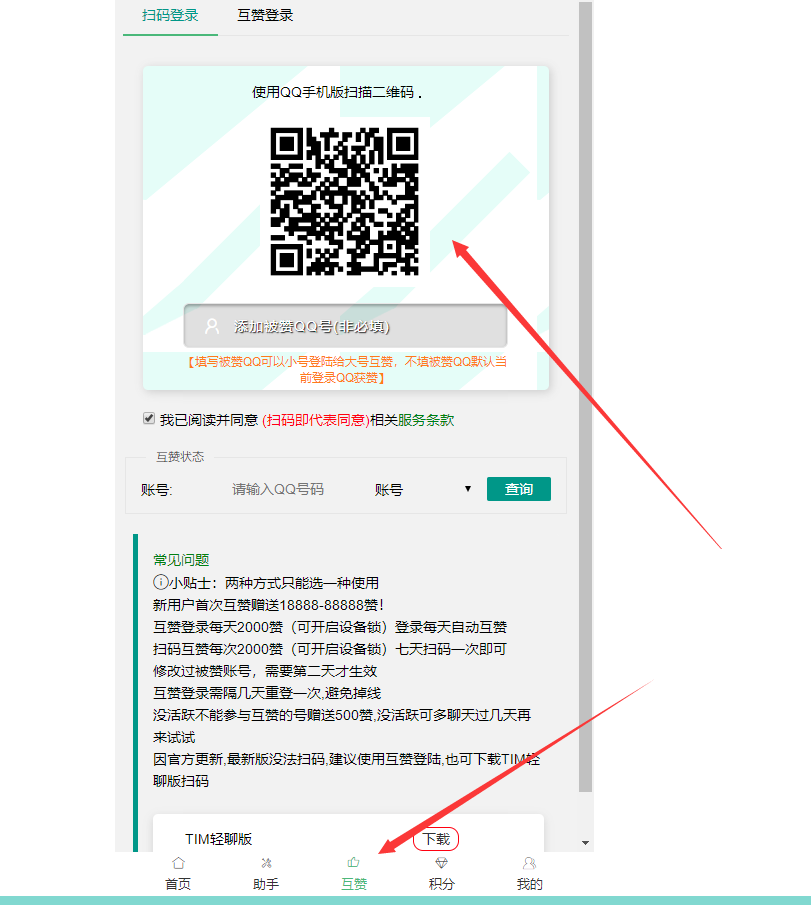 扫码登录 互赞登录
使用QQ手机版扫描二维码．
添加被赞QQ号(非必填)
【填写被赞QQ可以小号登陆给大号互赞，不填被赞QQ默认当
前登录QQ获赞】
我已阅读并同意 (扫码即代表同意)相关服务条款
互赞状态
账号: 请输入QQ号码 账号 查询
常见问题
小贴士：两种方式只能选一种使用
新用户首次互赞赠送18888-88888赞！
互赞登录每天2000赞（可开启设备锁）登录每天自动互赞
扫码互赞每次2000赞（可开启设备锁）七天扫码一次即可
修改过被赞账号，需要第二天才生效
互赞登录需隔几天重登一次,避免掉线
没活跃不能参与互赞的号赠送500赞,没活跃可多聊天过几天再
来试试
因官方更新,最新版没法扫码,建议使用互赞登陆,也可下载TIM轻
聊版扫码
TIM轻聊版 下载
首页 助手 互赞 积分 我的